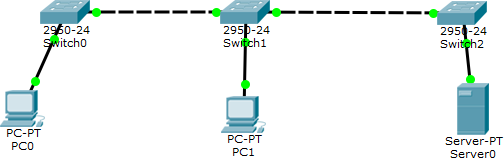 2950-24
Switch0
2950-24
Switch1
2950-24
Switch2
PC-PT
PC0
PC-PT
PC1
Server-PT
Server0